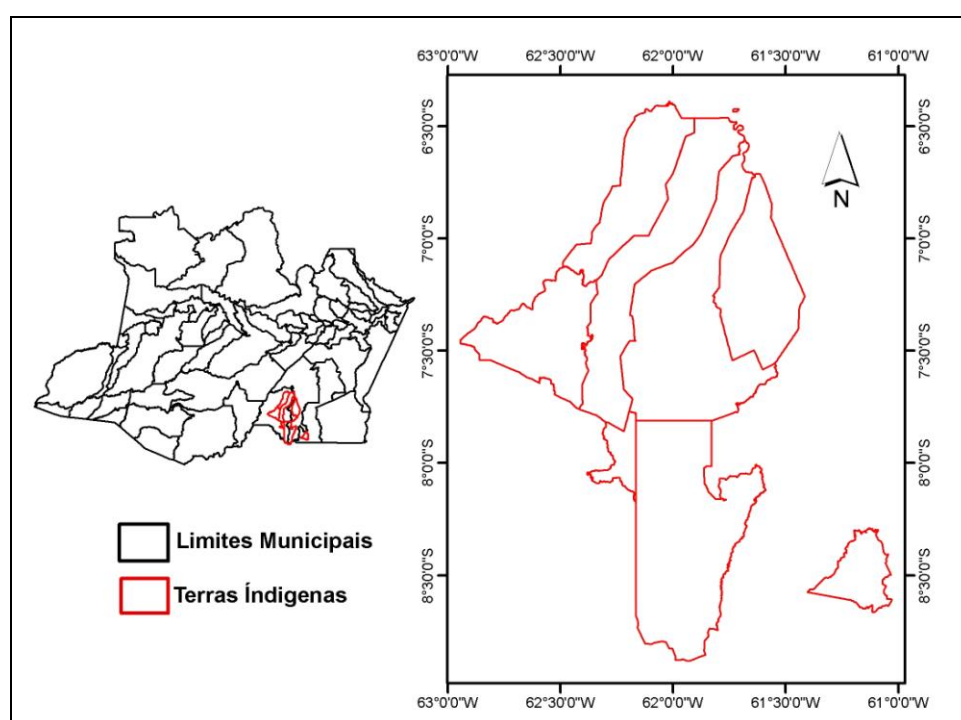 63°0'0"W 62°30'0"W 62°0'0"W 61°30'0"W 61°0'0"W
6°30'0"S 6°30'0"S
N
7°0'0"S 7°0'0"S
7°30'0"S 7°30'0"S
8°0'0"S 8°0'0"S
Limites Municipais
Terras Índigenas
8°30'0"S 8°30'0"S
63°0'0"W 62°30'0"W 62°0'0"W 61°30'0"W 61°0'0"W